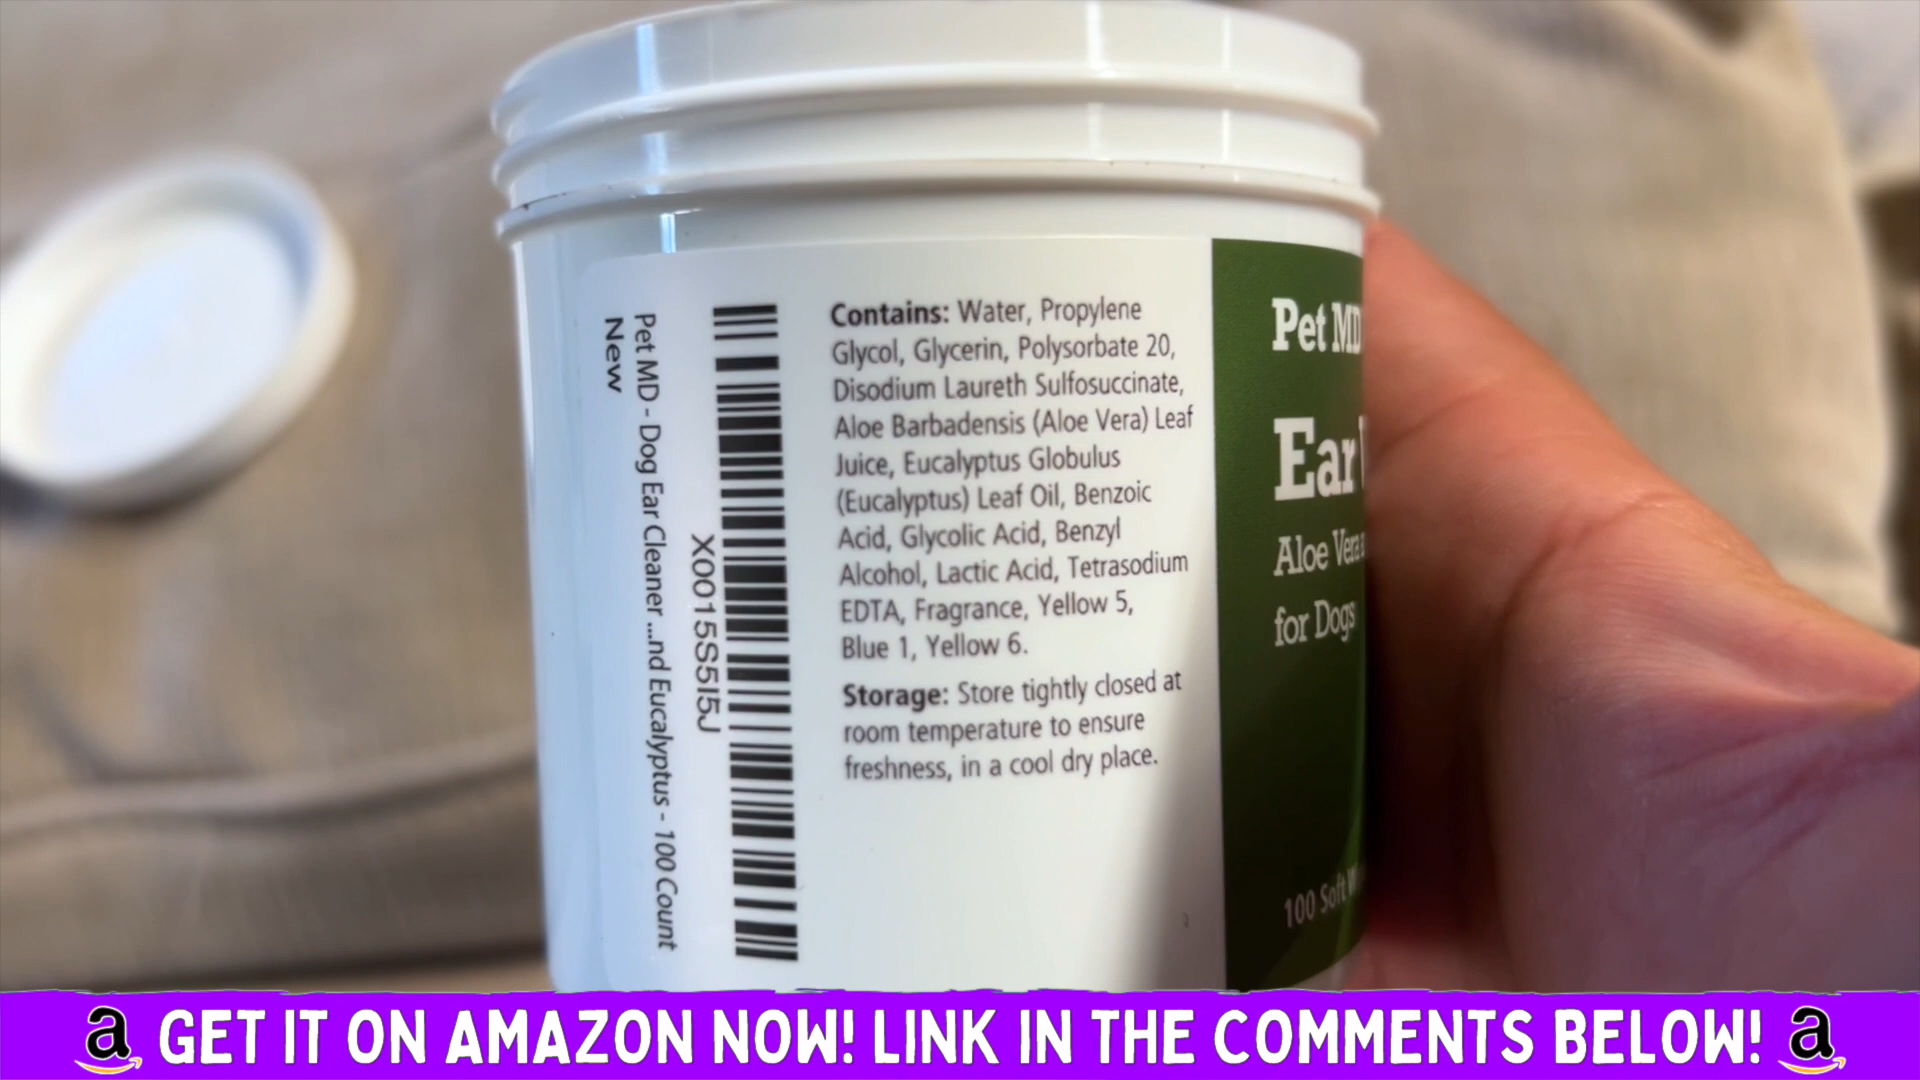 Pet MD - Dog Ear Cleaner ...nd Eucalyptus - 100 Count
New
X0015S5I5J
Contains: Water, Propylene
Glycol, Glycerin, Polysorbate 20,
Disodium Laureth Sulfosuccinate,
Aloe Barbadensis (Aloe Vera) Leaf
Juice, Eucalyptus Globulus
(Eucalyptus) Leaf Oil, Benzoic
Acid, Glycolic Acid, Benzyl
Alcohol, Lactic Acid, Tetrasodium
EDTA, Fragrance, Yellow 5,
Blue 1, Yellow 6.
Storage: Store tightly closed at
room temperature to ensure
freshness, in a cool dry place.
Pet MD
Ear
Aloe Vera
for Dogs
100 Soft
a GET IT ON AMAZON NOW! LINK IN THE COMMENTS BELOW! a